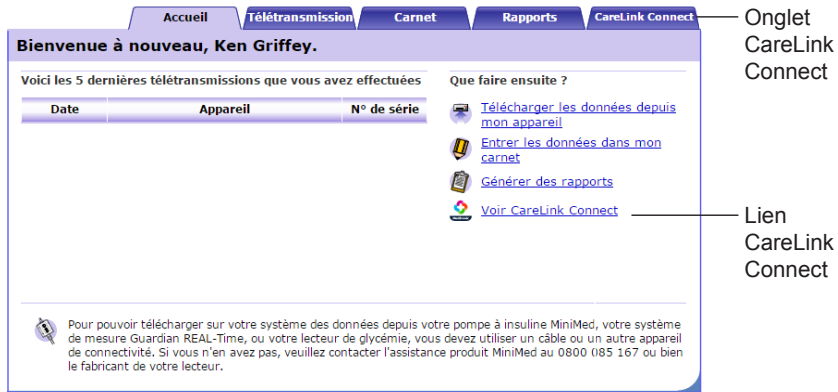 Accueil
Télétransmission
Carnet
Rapports
CareLink Connect
Onglet
CareLink
Connect
Bienvenue à nouveau, Ken Griffey.
Voici les 5 dernières télétransmissions que vous avez effectuées
Date
Appareil
N° de série
Que faire ensuite ?
Télécharger les données depuis
mon appareil
Entrer les données dans mon
carnet
Générer des rapports
Voir CareLink Connect
Lien
CareLink
Connect
Pour pouvoir télécharger sur votre système des données depuis votre pompe à insuline MiniMed, votre système
de mesure Guardian REAL-Time, ou votre lecteur de glycémie, vous devez utiliser un câble ou un autre appareil
de connectivité. Si vous n'en avez pas, veuillez contacter l'assistance produit MiniMed au 0800 085 167 ou bien
le fabricant de votre lecteur.